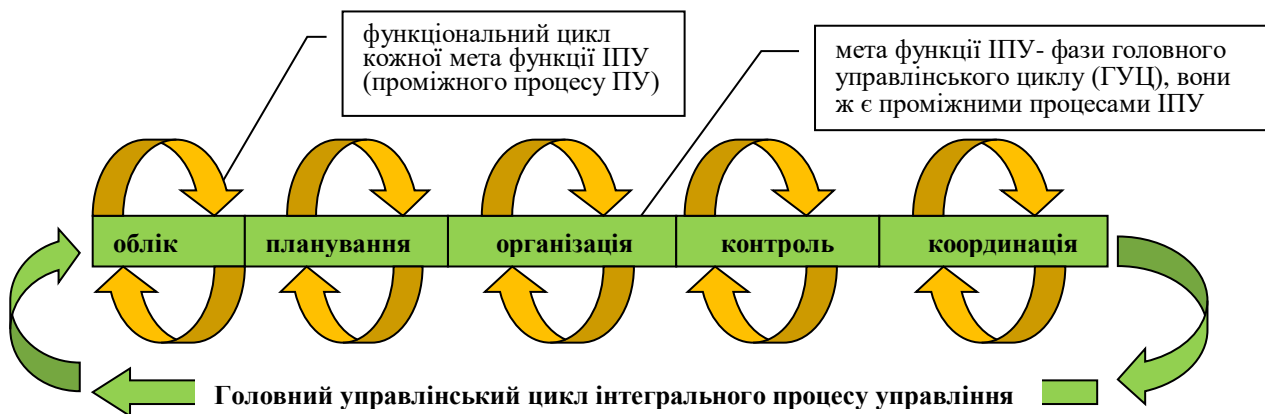 функціональний цикл
кожної мета функції ІПУ
(проміжного процесу ПУ)
мета функції ІПУ- фази головного
управлінського циклу (ГУЦ), вони
ж є проміжними процесами ІПУ
облік планування організація контроль координація
Головний управлінський цикл інтегрального процесу управління